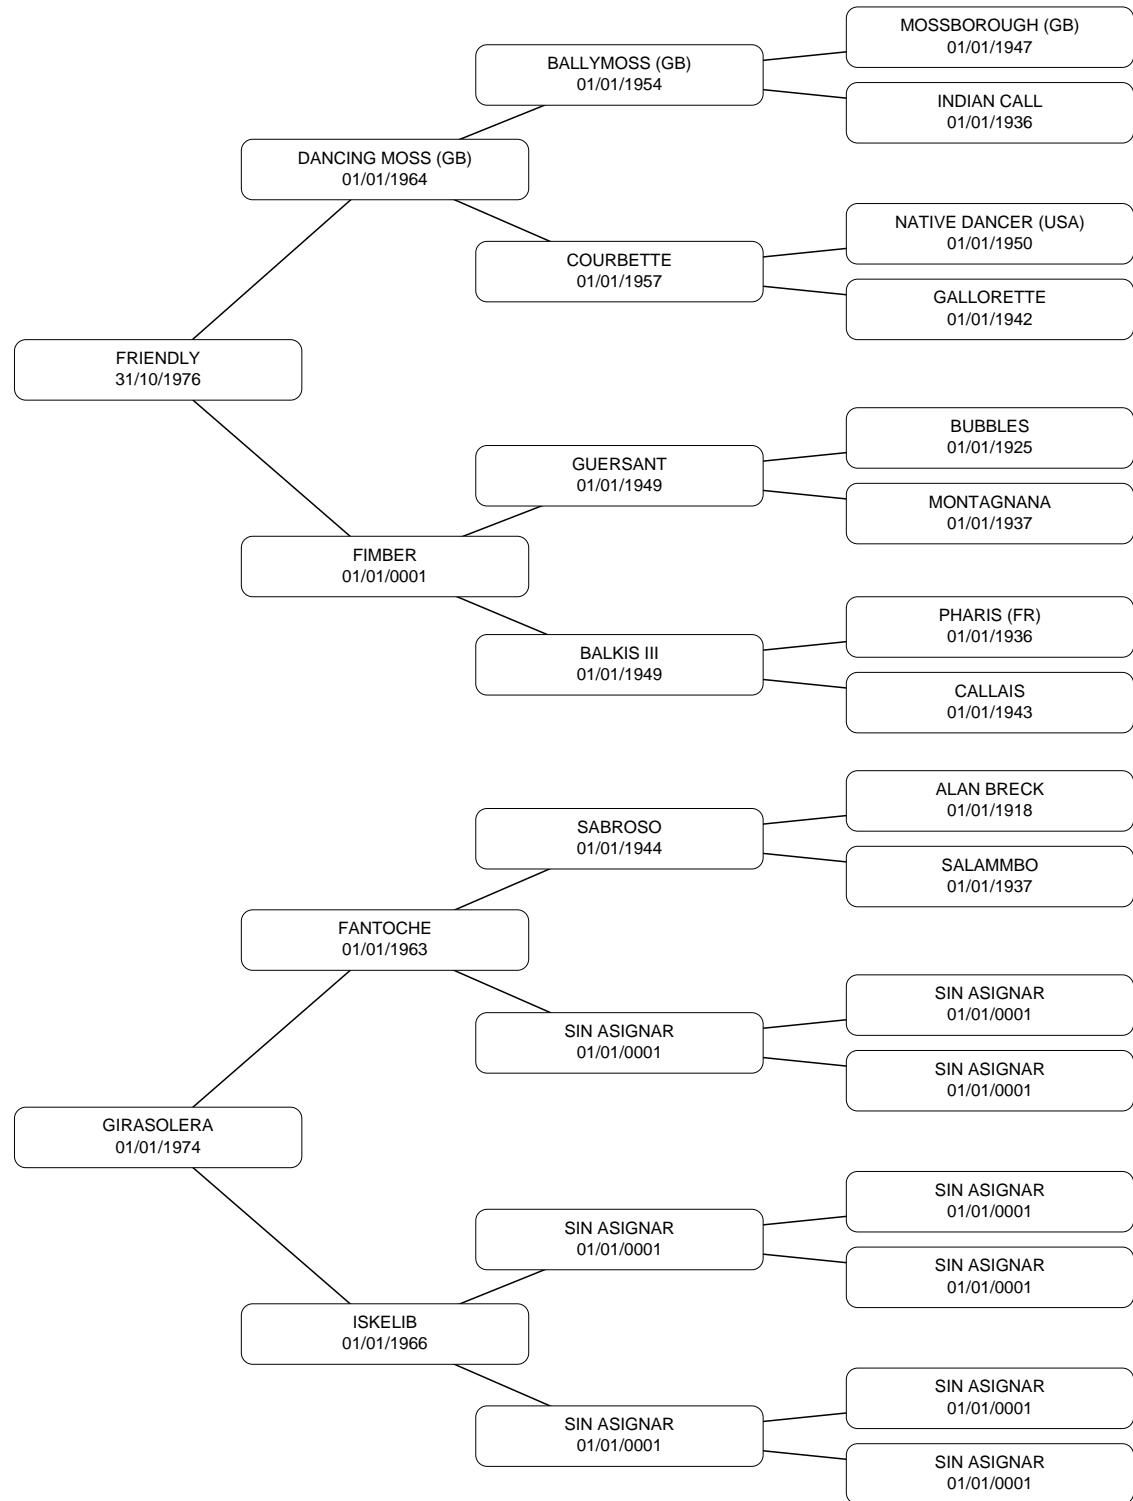 MOSSBOROUGH (GB)
01/01/1947
BALLYMOSS (GB)
01/01/1954
INDIAN CALL
01/01/1936
DANCING MOSS (GB)
01/01/1964
NATIVE DANCER (USA)
01/01/1950
COURBETTE
01/01/1957
GALLORETTE
01/01/1942
FRIENDLY
31/10/1976
BUBBLES
01/01/1925
GUERSANT
01/01/1949
MONTAGNANA
01/01/1937
FIMBER
01/01/0001
PHARIS (FR)
01/01/1936
BALKIS III
01/01/1949
CALLAIS
01/01/1943
ALAN BRECK
01/01/1918
SABROSO
01/01/1944
SALAMMBO
01/01/1937
FANTOCHE
01/01/1963
SIN ASIGNAR
01/01/0001
SIN ASIGNAR
01/01/0001
SIN ASIGNAR
01/01/0001
GIRASOLERA
01/01/1974
SIN ASIGNAR
01/01/0001
SIN ASIGNAR
01/01/0001
SIN ASIGNAR
01/01/0001
ISKELIB
01/01/1966
SIN ASIGNAR
01/01/0001
SIN ASIGNAR
01/01/0001
SIN ASIGNAR
01/01/0001